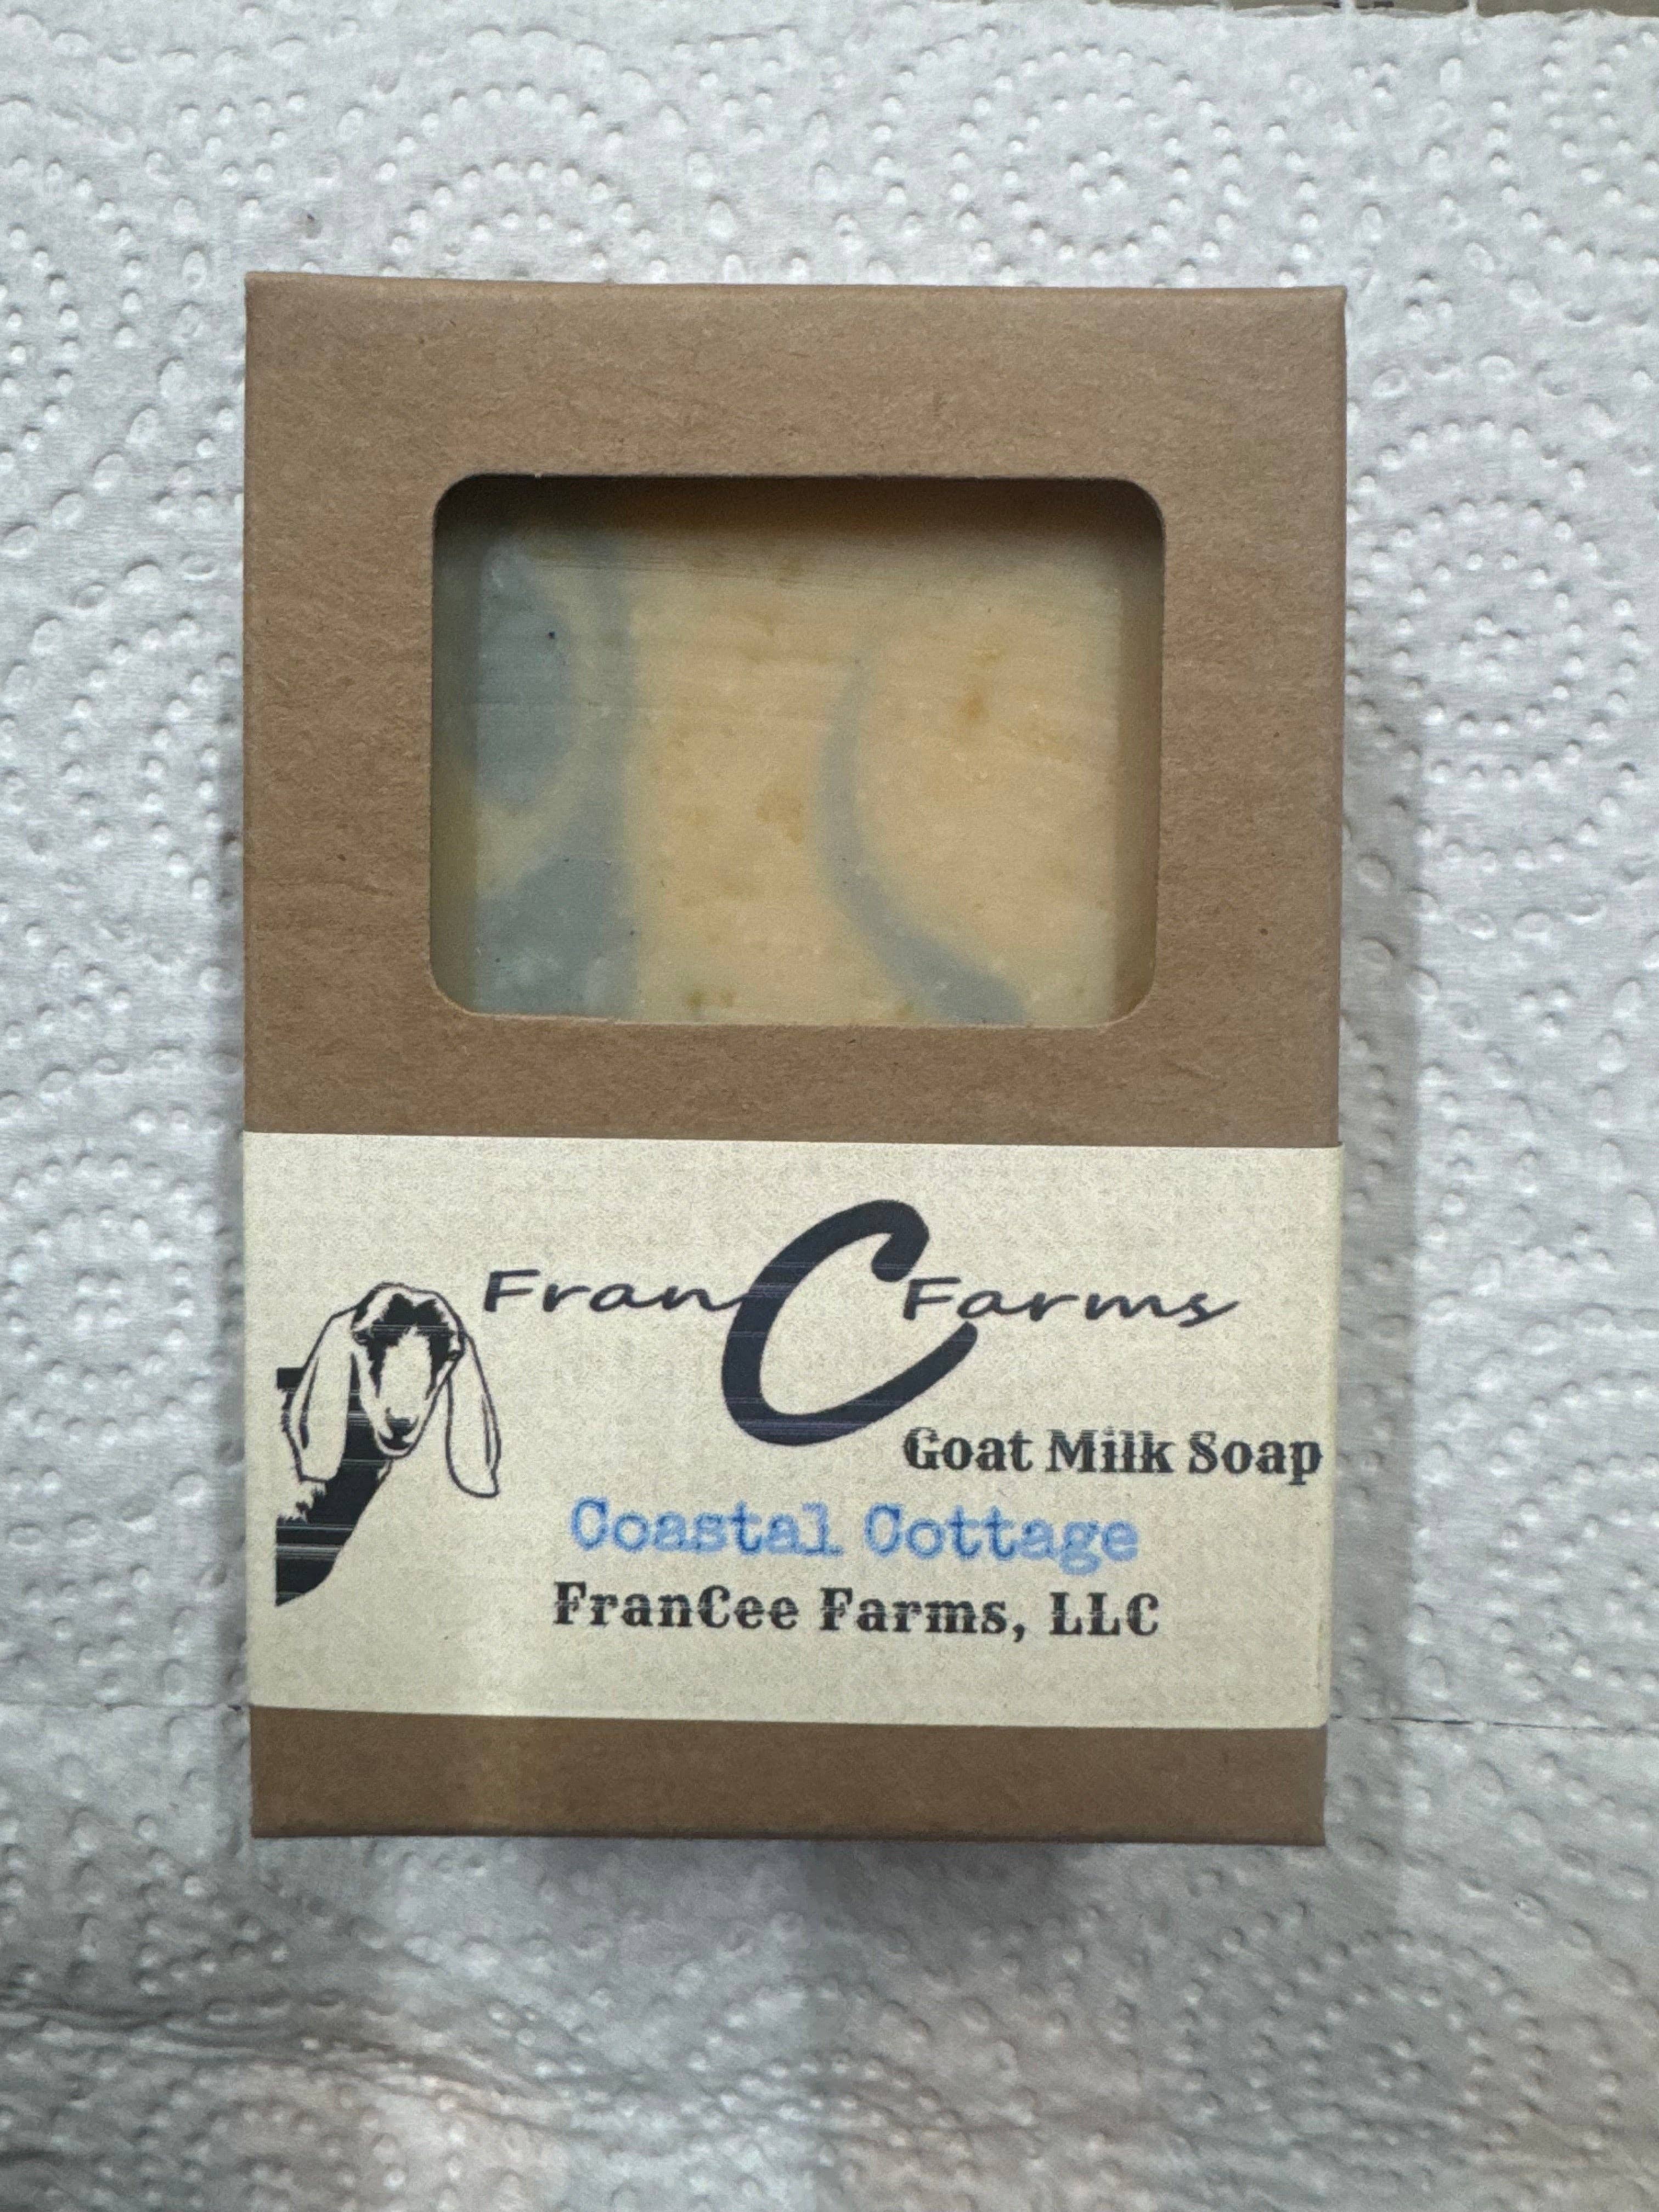 Fran C Farms
Goat Milk Soap
Coastal Cottage
FranCee Farms, LLC